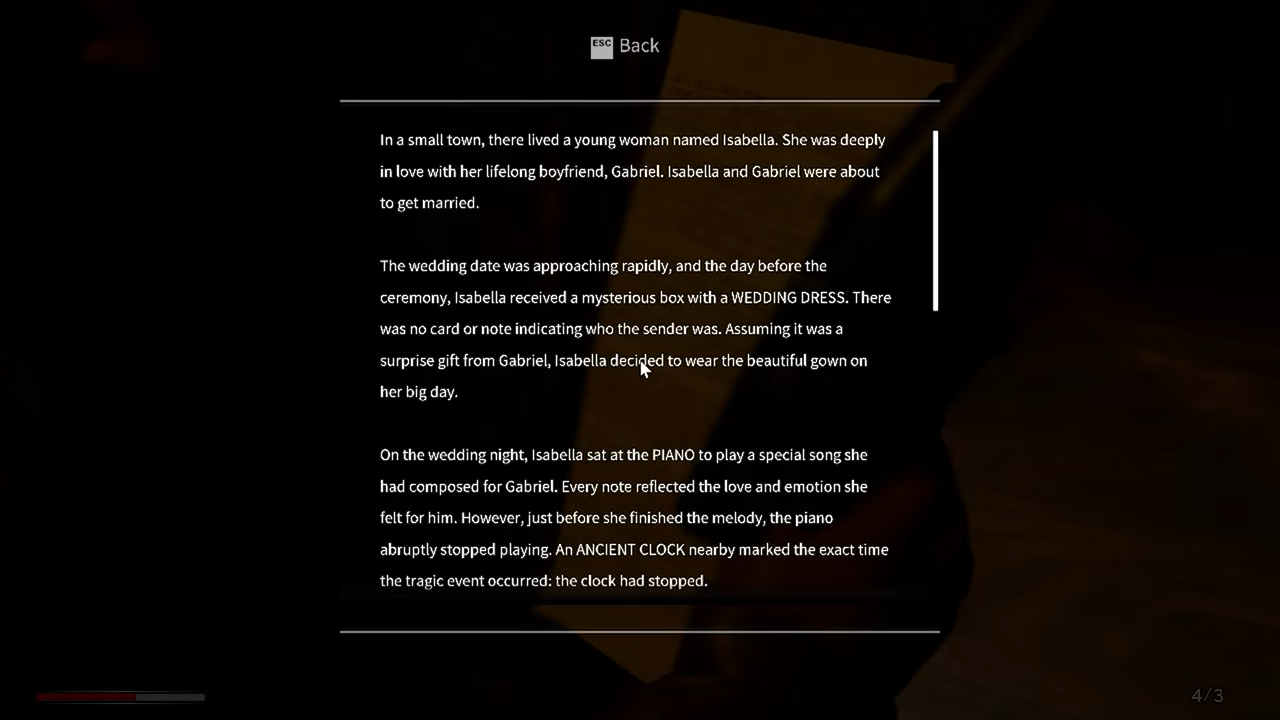 ESC Back
In a small town, there lived a young woman named Isabella. She was deeply
in love with her lifelong boyfriend, Gabriel. Isabella and Gabriel were about
to get married.
The wedding date was approaching rapidly, and the day before the
ceremony, Isabella received a mysterious box with a WEDDING DRESS. There
was no card or note indicating who the sender was. Assuming it was a
surprise gift from Gabriel, Isabella decided to wear the beautiful gown on
her big day.
On the wedding night, Isabella sat at the PIANO to play a special song she
had composed for Gabriel. Every note reflected the love and emotion she
felt for him. However, just before she finished the melody, the piano
abruptly stopped playing. An ANCIENT CLOCK nearby marked the exact time
the tragic event occurred: the clock had stopped.
4/3